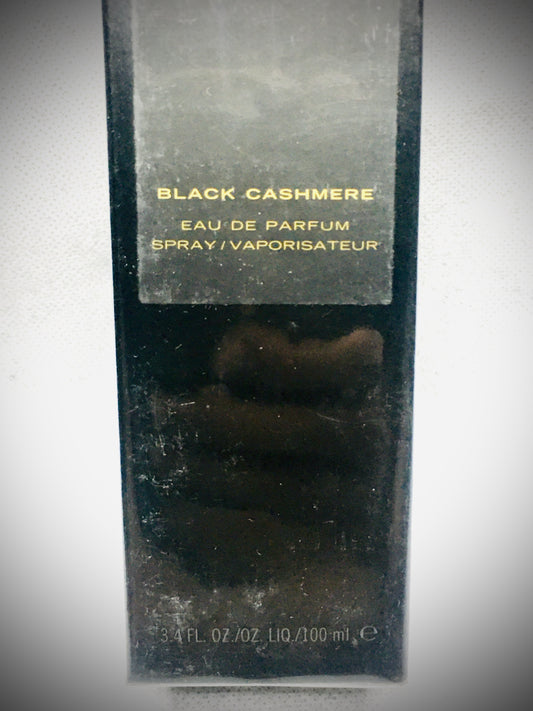 BLACK CASHMERE
EAU DE PARFUM
SPRAY/VAPORISATEUR
3.4 FL. OZ./OZ. LIQ./100 ml ℮